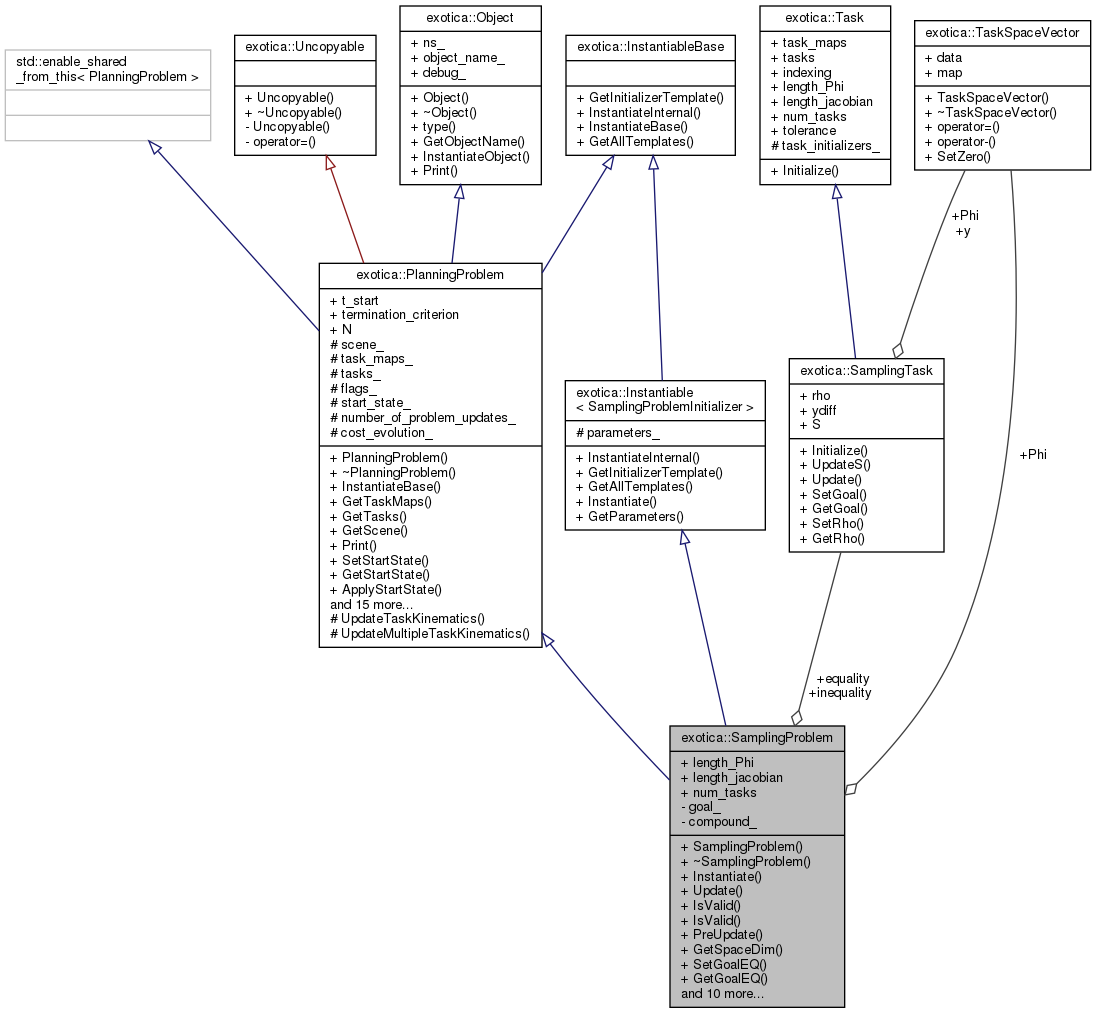 std::enable_shared
_from_this< PlanningProblem >
exotica::Uncopyable
+ Uncopyable()
+ ~Uncopyable()
- Uncopyable()
- operator=()
exotica::Object
+ ns_
+ object_name_
+ debug_
+ Object()
+ ~Object()
+ type()
+ GetObjectName()
+ InstantiateObject()
+ Print()
exotica::InstantiableBase
+ GetInitializerTemplate()
+ InstantiateInternal()
+ InstantiateBase()
+ GetAllTemplates()
exotica::Task
+ task_maps
+ tasks
+ indexing
+ length_Phi
+ length_jacobian
+ num_tasks
+ tolerance
# task_initializers_
+ Initialize()
exotica::TaskSpaceVector
+ data
+ map
+ TaskSpaceVector()
+ ~TaskSpaceVector()
+ operator=()
+ operator-()
+ SetZero()
+Phi
+y
exotica::PlanningProblem
+ t_start
+ termination_criterion
+ N
# scene_
# task_maps_
# tasks_
# flags_
# start_state_
# number_of_problem_updates_
# cost_evolution_
+ PlanningProblem()
+ ~PlanningProblem()
+ InstantiateBase()
+ GetTaskMaps()
+ GetTasks()
+ GetScene()
+ Print()
+ SetStartState()
+ GetStartState()
+ ApplyStartState()
and 15 more...
# UpdateTaskKinematics()
# UpdateMultipleTaskKinematics()
exotica::Instantiable
< SamplingProblemInitializer >
# parameters_
+ InstantiateInternal()
+ GetInitializerTemplate()
+ GetAllTemplates()
+ Instantiate()
+ GetParameters()
exotica::SamplingTask
+ rho
+ ydiff
+ S
+ Initialize()
+ UpdateS()
+ Update()
+ SetGoal()
+ GetGoal()
+ SetRho()
+ GetRho()
+Phi
+equality
+inequality
exotica::SamplingProblem
+ length_Phi
+ length_jacobian
+ num_tasks
- goal_
- compound_
+ SamplingProblem()
+ ~SamplingProblem()
+ Instantiate()
+ Update()
+ IsValid()
+ IsValid()
+ PreUpdate()
+ GetSpaceDim()
+ SetGoalEQ()
+ GetGoalEQ()
and 10 more...